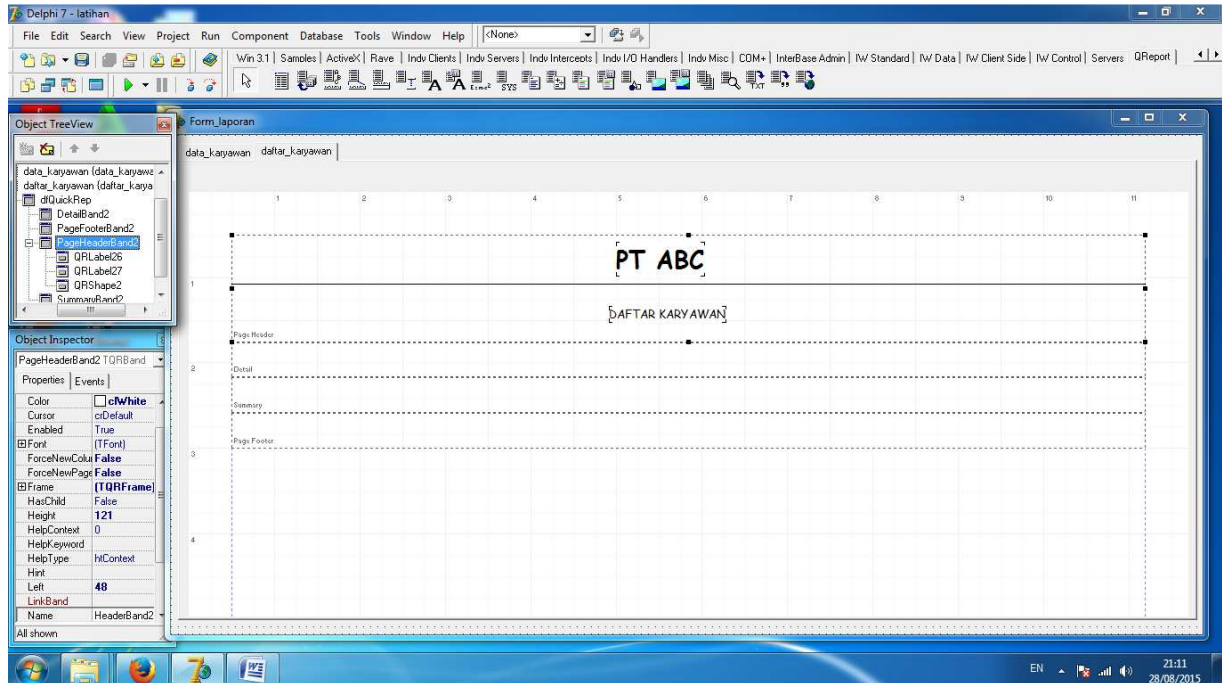 Delphi 7 - latihan
File Edit Search View Project Run Component Database Tools Window Help <None>
Win 3.1 Samples ActiveX Rave Indy Clients Indy Servers Indy Intercepts Indy I/O Handlers Indy Misc COM+ InterBase Admin IW Standard IW Data IW Client Side IW Control Servers QReport
Object TreeView
data_karyawan {data_karyawa
daftar_karyawan {daftar_karya
dfQuickRep
DetailBand2
PageFooterBand2
PageHeaderBand2
QRLabel26
QRLabel27
QRShape2
SummaryBand2
Object Inspector
PageHeaderBand2 TQRBand
Properties Events
Color clWhite
Cursor crDefault
Enabled True
Font (TFont)
ForceNewColu False
ForceNewPage False
Frame (TQRFrame)
HasChild False
Height 121
HelpContext 0
HelpKeyword
HelpType htContext
Hint
Left 48
LinkBand
Name HeaderBand2
All shown
Form_laporan
data_karyawan daftar_karyawan
1 2 3 4 5 6 7 8 9 10 11
PT ABC
1
DAFTAR KARYAWAN
Page Header
2
Detail
Summary
Page Footer
3
4
EN 21:11
28/08/2015